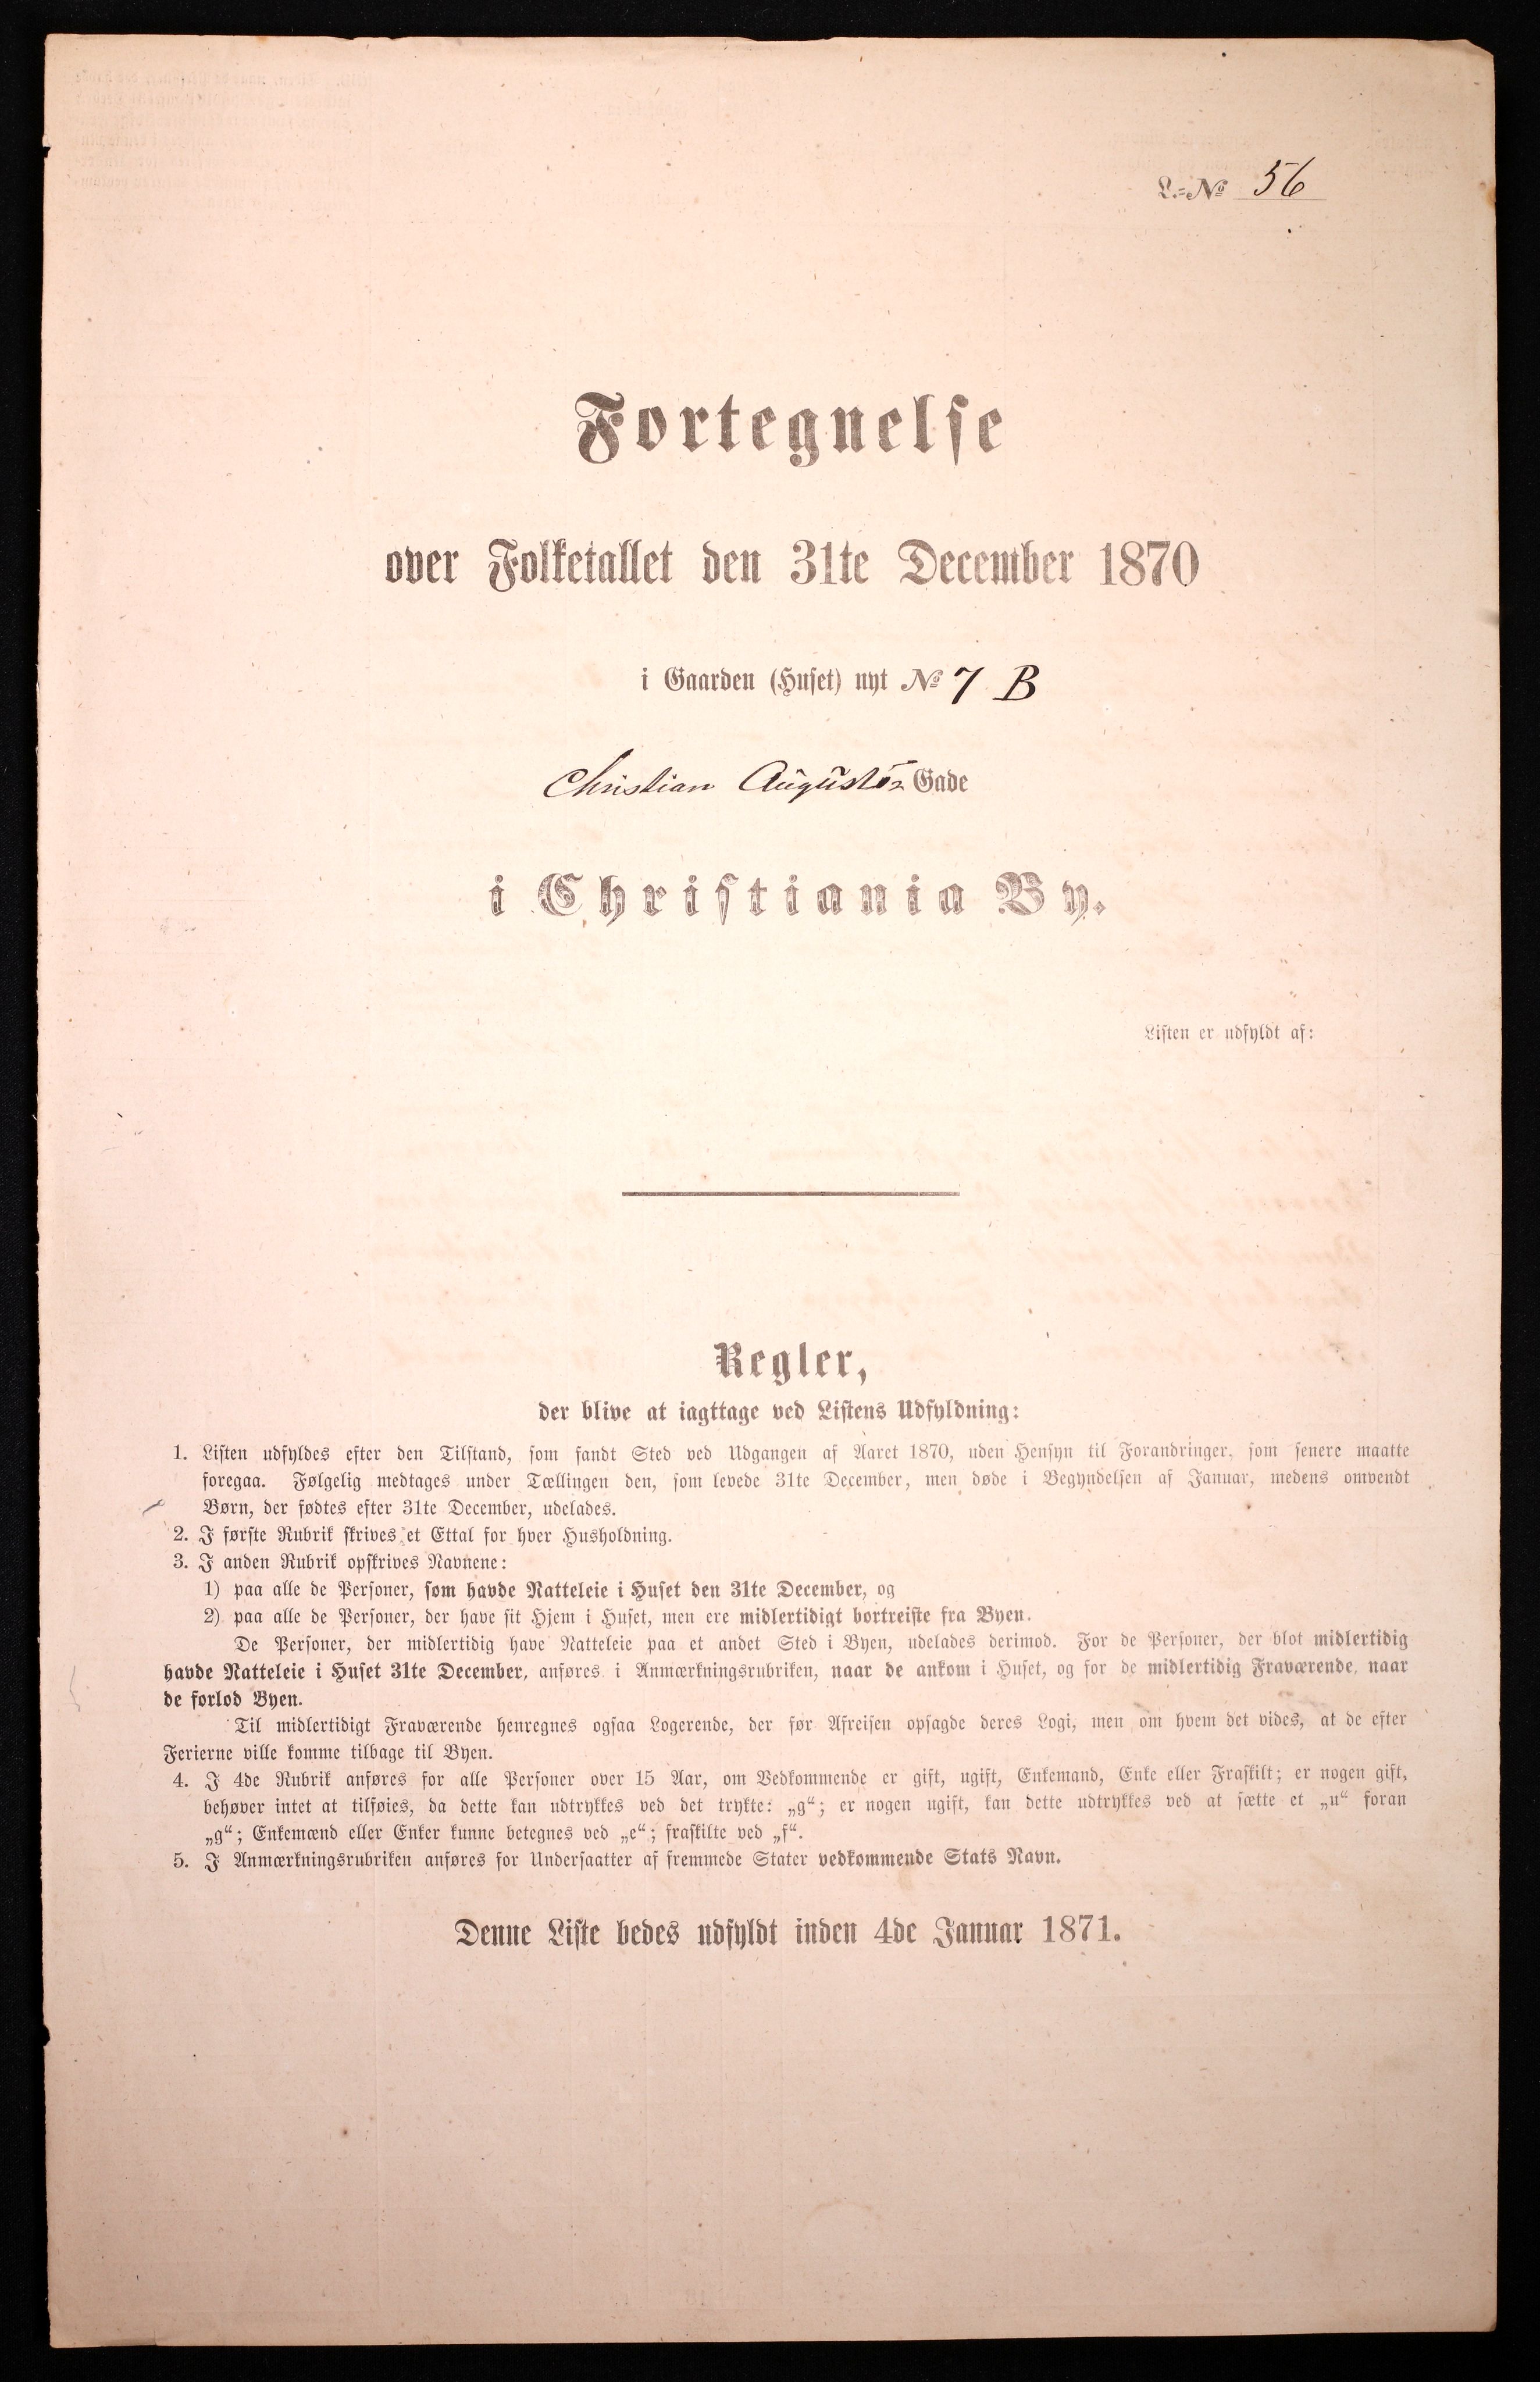 L.=No 56
Fortegnelse
over Folketallet den 31te December 1870
i Gaarden (Huset) nyt No 7 B
Christian Augusts Gade
i Christiania By.
Listen er udfyldt af:
Regler,
der blive at iagttage ved Listens Udfyldning:
1. Listen udfyldes efter den Tilstand, som fandt Sted ved Udgangen af Aaret 1870, uden Hensyn til Forandringer, som senere maatte
foregaa. Følgelig medtages under Tællingen den, som levede 31te December, men døde i Begyndelsen af Januar, medens omvendt
Børn, der fødtes efter 31te December, udelades.
2. I første Rubrik skrives et Ettal for hver Husholdning.
3. I anden Rubrik opskrives Navnene:
1) paa alle de Personer, som havde Natteleie i Huset den 31te December, og
2) paa alle de Personer, der have sit Hjem i Huset, men ere midlertidigt bortreiste fra Byen.
De Personer, der midlertidig have Natteleie paa et andet Sted i Byen, udelades derimod. For de Personer, der blot midlertidig
havde Natteleie i Huset 31te December, anføres i Anmærkningsrubriken, naar de ankom i Huset, og for de midlertidig Fraværende, naar
de forlod Byen.
Til midlertidigt Fraværende henregnes ogsaa Logerende, der før Afreisen opsagde deres Logi, men om hvem det vides, at de efter
Ferierne ville komme tilbage til Byen.
4. I 4de Rubrik anføres for alle Personer over 15 Aar, om Vedkommende er gift, ugift, Enkemand, Enke eller Fraskilt; er nogen gift,
behøver intet at tilføies, da dette kan udtrykkes ved det trykte: „g“; er nogen ugift, kan dette udtrykkes ved at sætte et „u“ foran
„g“; Enkemænd eller Enker kunne betegnes ved „e“; fraskilte ved „f“.
5. I Anmærkningsrubriken anføres for Undersaatter af fremmede Stater vedkommende Stats Navn.
Denne Liste bedes udfyldt inden 4de Januar 1871.